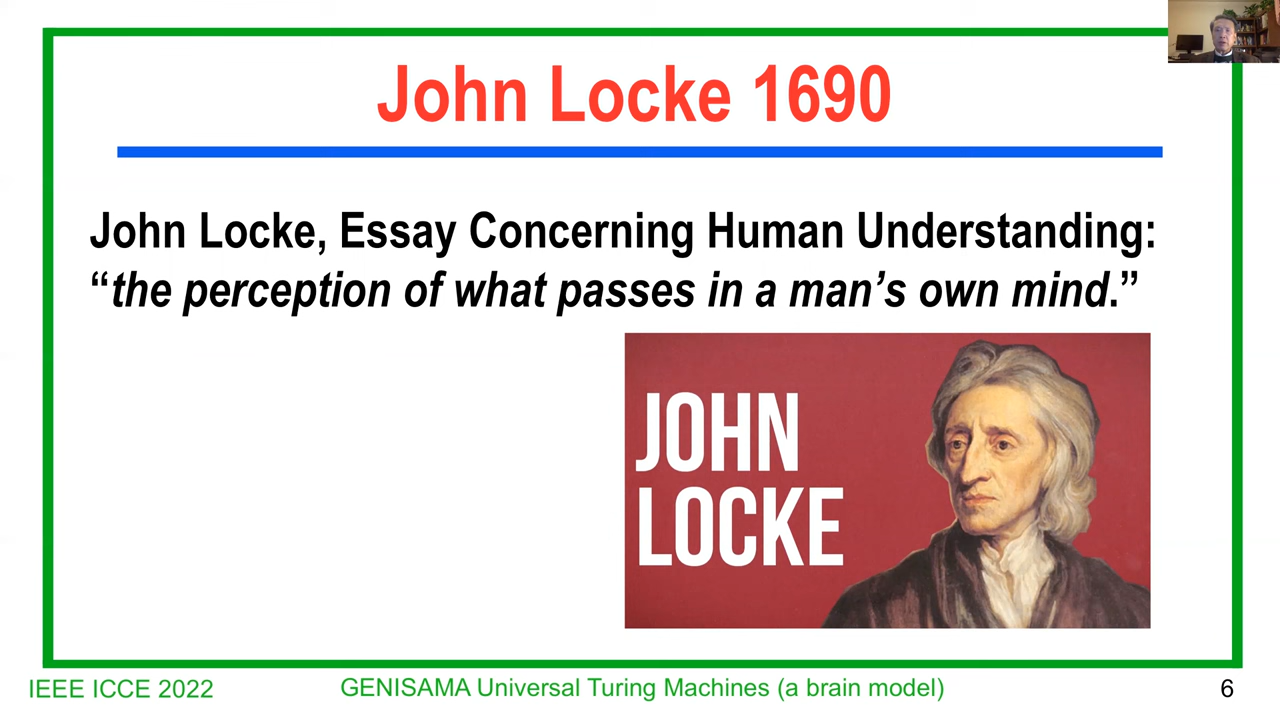 John Locke 1690
John Locke, Essay Concerning Human Understanding:
“the perception of what passes in a man’s own mind.”
JOHN
LOCKE
IEEE ICCE 2022
GENISAMA Universal Turing Machines (a brain model)
6